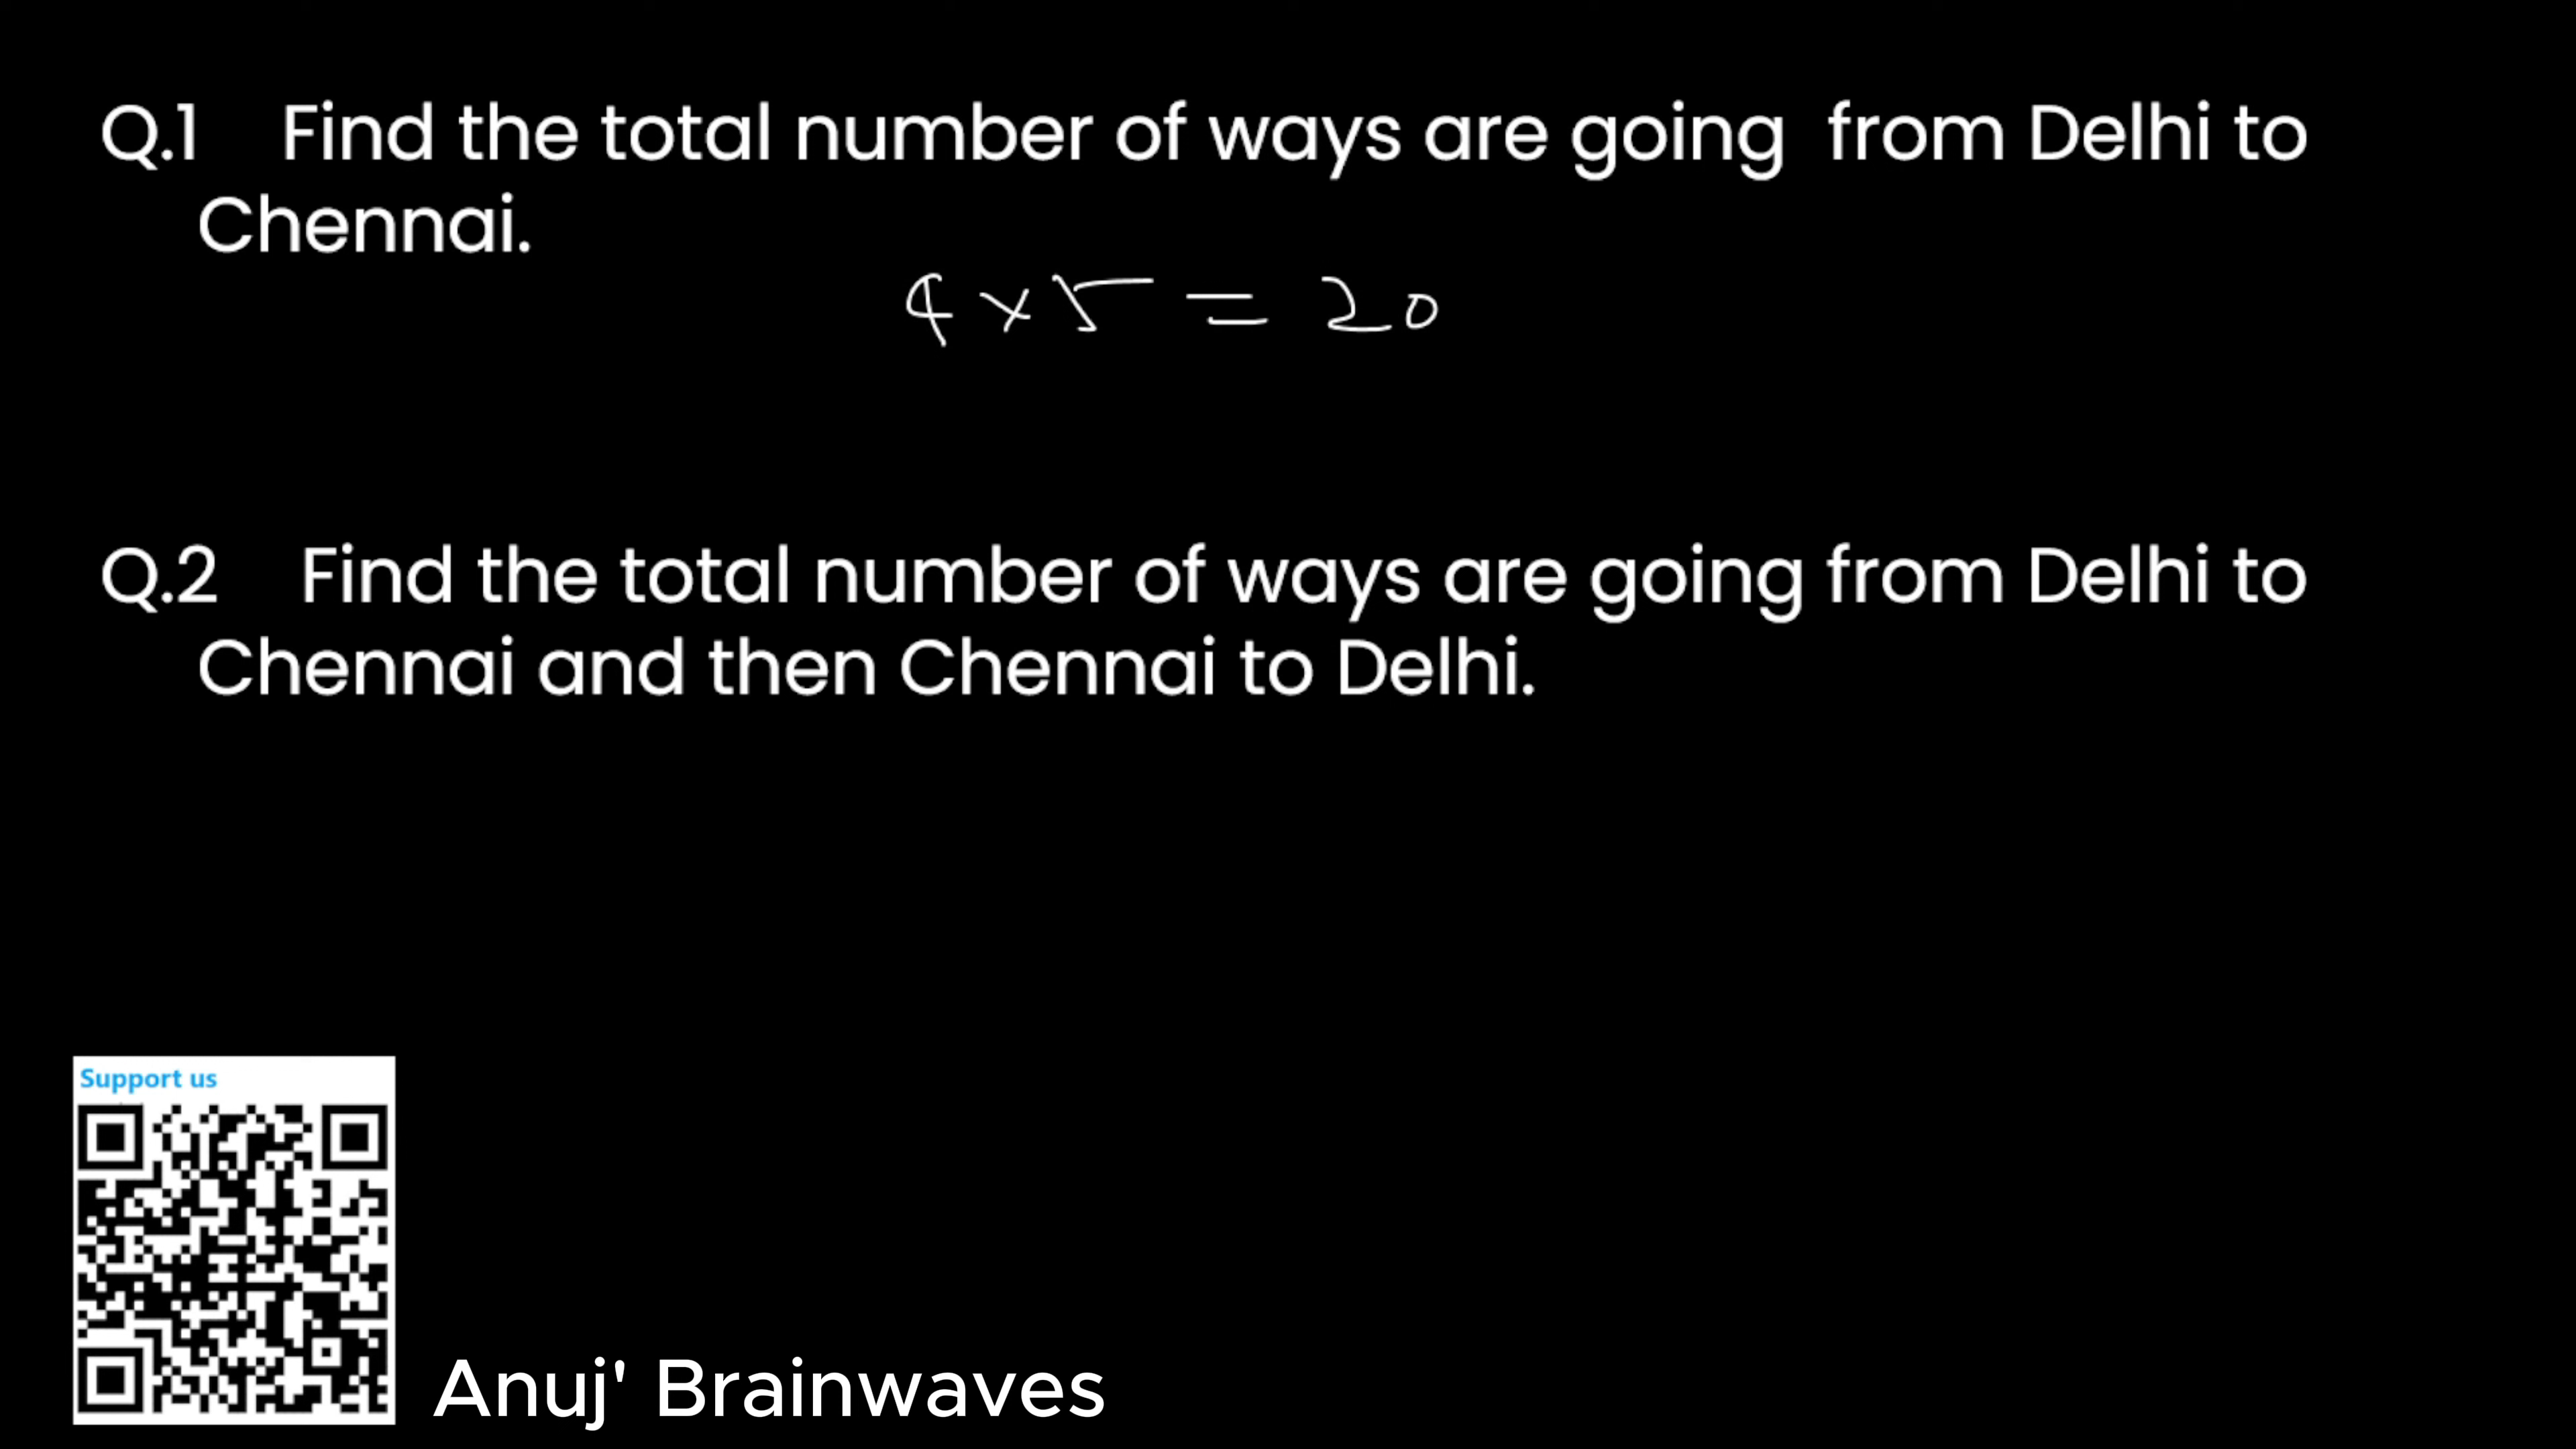 Q.1 Find the total number of ways are going from Delhi to
Chennai.
4 × 5 = 20
Q.2 Find the total number of ways are going from Delhi to
Chennai and then Chennai to Delhi.
Support us
Anuj' Brainwaves